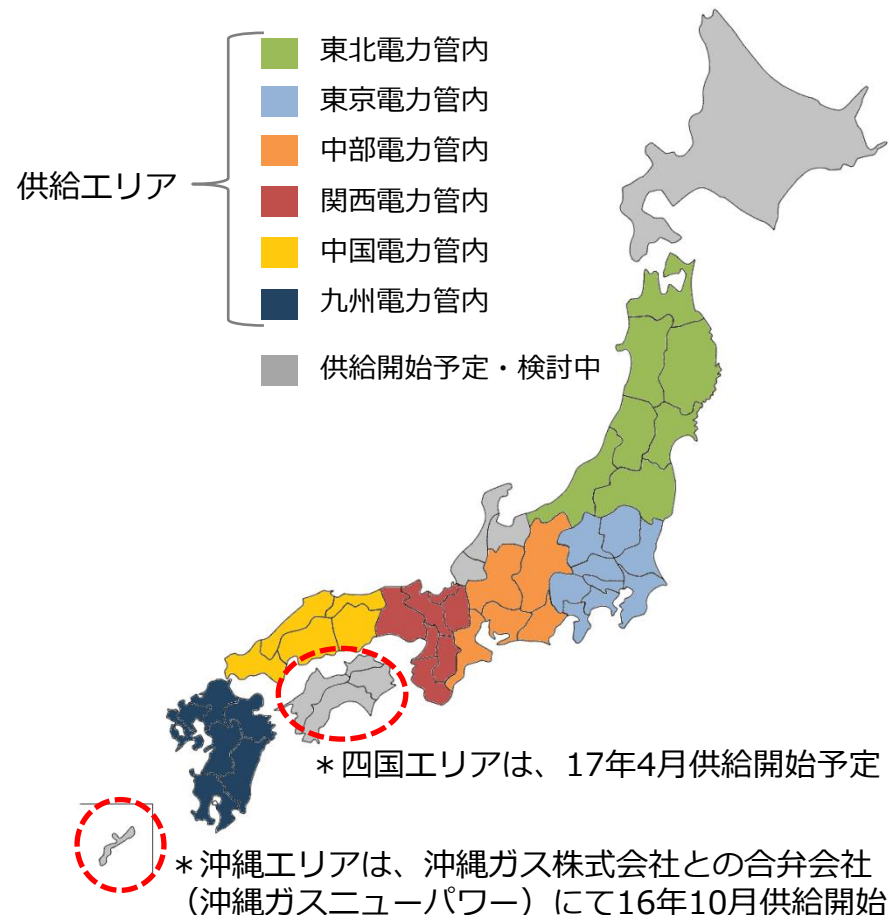 東北電力管内
東京電力管内
中部電力管内
供給エリア
関西電力管内
中国電力管内
九州電力管内
供給開始予定・検討中
＊四国エリアは、17年4月供給開始予定
＊沖縄エリアは、沖縄ガス株式会社との合弁会社
（沖縄ガスニューパワー）にて16年10月供給開始